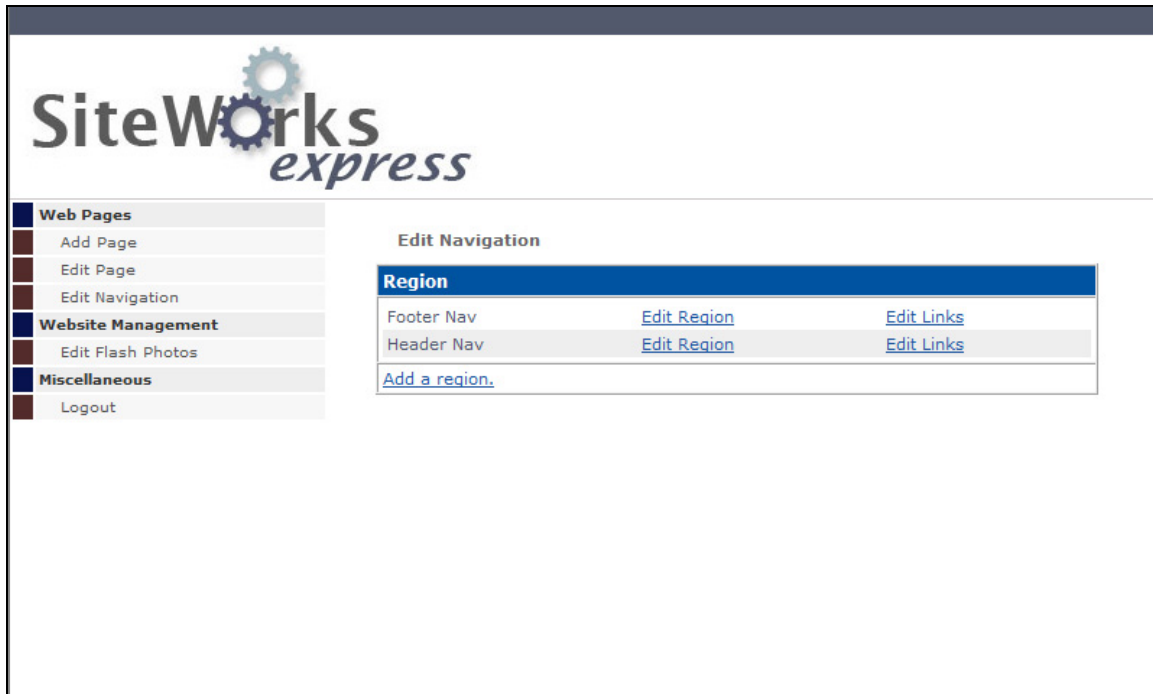 SiteWorks
express
Web Pages
Add Page
Edit Page
Edit Navigation
Website Management
Edit Flash Photos
Miscellaneous
Logout
Edit Navigation
Region
Footer Nav Edit Region Edit Links
Header Nav Edit Region Edit Links
Add a region.